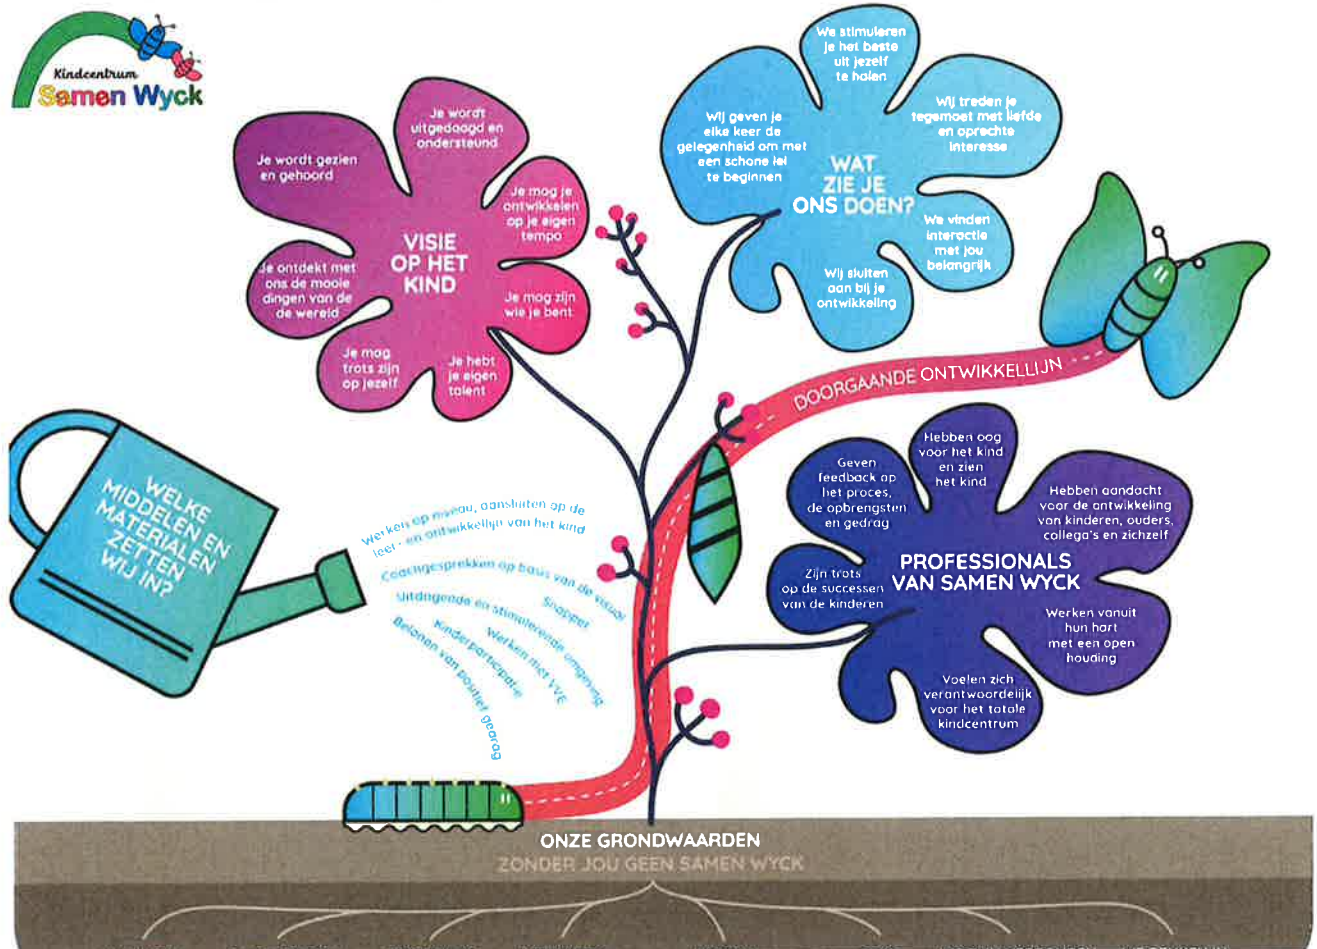 Kindcentrum
Samen Wyck
Je wordt gezien
en gehoord
Je wordt
uitgedaagd en
ondersteund
Je mag je
ontwikkelen
op je eigen
tempo
Je mag zijn
wie je bent
Je hebt
je eigen
talent
Je mag
trots zijn
op jezelf
Je ontdekt met
ons de mooie
dingen van de
wereld
VISIE
OP HET
KIND
Wij geven je
elke keer de
gelegenheid om met
een schone lei
te beginnen
We stimuleren
je het beste
uit jezelf
te halen
Wij treden je
tegemoet met liefde
en oprechte
interesse
We vinden
interactie
met jou
belangrijk
Wij sluiten
aan bij je
ontwikkeling
WAT
ZIE JE
ONS DOEN?
DOORGAANDE ONTWIKKELLIJN
WELKE
MIDDELEN EN
MATERIALEN
ZETTEN
WIJ IN?
Werken op niveau, aansluiten op de
leer- en ontwikkellijn van het kind
Coachgesprekken op basis van de visual
Snappet
Uitdagende en stimulerende omgeving
Werken met VVE
Kinderparticipatie
Belonen van positief gedrag
Geven
feedback op
het proces,
de opbrengsten
en gedrag
Hebben oog
voor het kind
en zien
het kind
Hebben aandacht
voor de ontwikkeling
van kinderen, ouders,
collega's en zichzelf
PROFESSIONALS
VAN SAMEN WYCK
Zijn trots
op de successen
van de kinderen
Werken vanuit
hun hart
met een open
houding
Voelen zich
verantwoordelijk
voor het totale
kindcentrum
ONZE GRONDWAARDEN
ZONDER JOU GEEN SAMEN WYCK